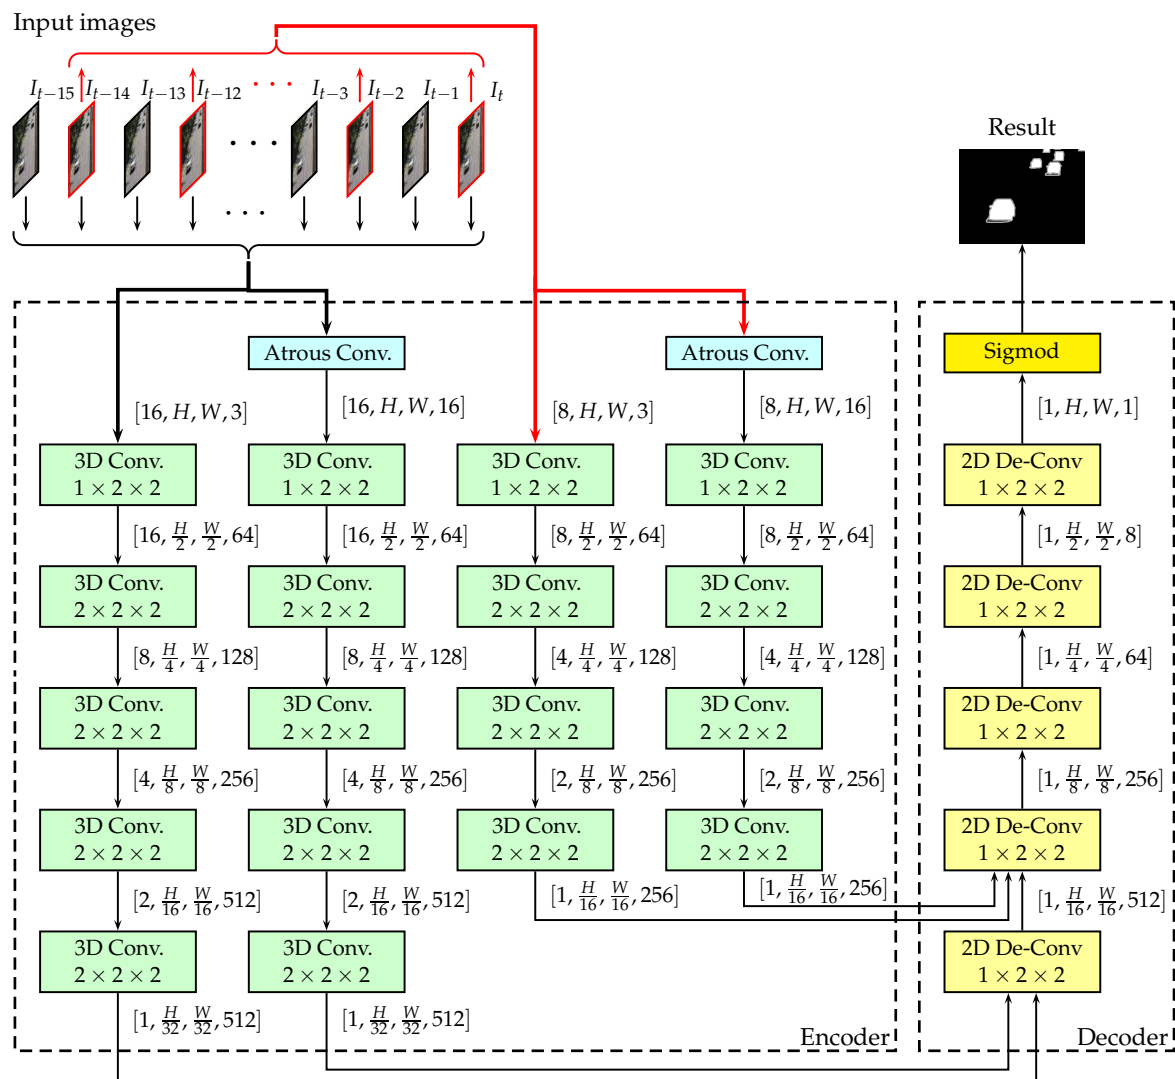 Input images
I_{t−15} I_{t−14} I_{t−13} I_{t−12} · · · I_{t−3} I_{t−2} I_{t−1} I_t
· · ·
· · ·
Result
Atrous Conv. Atrous Conv. Sigmod
[16, H, W, 3] [16, H, W, 16] [8, H, W, 3] [8, H, W, 16] [1, H, W, 1]
3D Conv. 3D Conv. 3D Conv. 3D Conv. 2D De-Conv
1 × 2 × 2 1 × 2 × 2 1 × 2 × 2 1 × 2 × 2 1 × 2 × 2
[16, H/2, W/2, 64] [16, H/2, W/2, 64] [8, H/2, W/2, 64] [8, H/2, W/2, 64] [1, H/2, W/2, 8]
3D Conv. 3D Conv. 3D Conv. 3D Conv. 2D De-Conv
2 × 2 × 2 2 × 2 × 2 2 × 2 × 2 2 × 2 × 2 1 × 2 × 2
[8, H/4, W/4, 128] [8, H/4, W/4, 128] [4, H/4, W/4, 128] [4, H/4, W/4, 128] [1, H/4, W/4, 64]
3D Conv. 3D Conv. 3D Conv. 3D Conv. 2D De-Conv
2 × 2 × 2 2 × 2 × 2 2 × 2 × 2 2 × 2 × 2 1 × 2 × 2
[4, H/8, W/8, 256] [4, H/8, W/8, 256] [2, H/8, W/8, 256] [2, H/8, W/8, 256] [1, H/8, W/8, 256]
3D Conv. 3D Conv. 3D Conv. 3D Conv. 2D De-Conv
2 × 2 × 2 2 × 2 × 2 2 × 2 × 2 2 × 2 × 2 1 × 2 × 2
[2, H/16, W/16, 512] [2, H/16, W/16, 512] [1, H/16, W/16, 256] [1, H/16, W/16, 256] [1, H/16, W/16, 512]
3D Conv. 3D Conv. 2D De-Conv
2 × 2 × 2 2 × 2 × 2 1 × 2 × 2
[1, H/32, W/32, 512] [1, H/32, W/32, 512]
Encoder Decoder